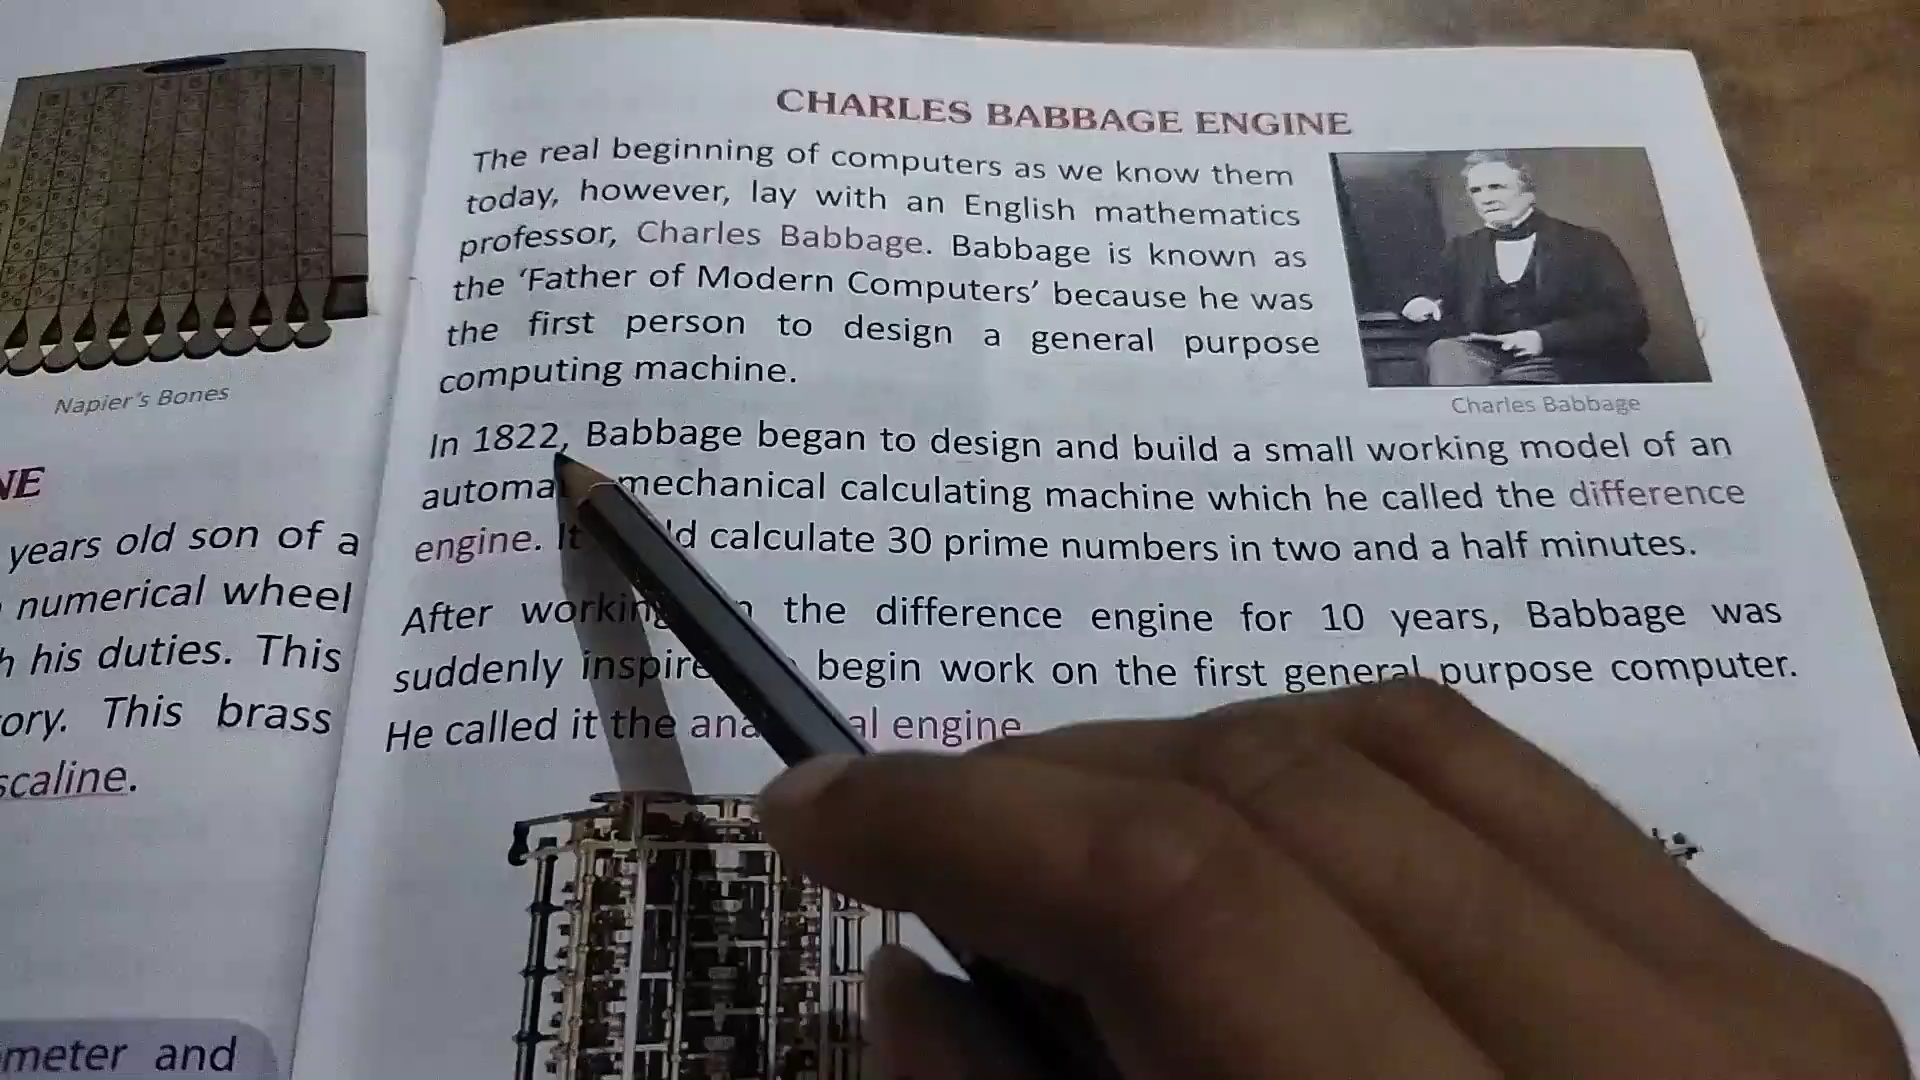 Napier's Bones
NE
years old son of a
numerical wheel
his duties. This
ory. This brass
scaline.
meter and
CHARLES BABBAGE ENGINE
The real beginning of computers as we know them
today, however, lay with an English mathematics
professor, Charles Babbage. Babbage is known as
the 'Father of Modern Computers' because he was
the first person to design a general purpose
computing machine.
Charles Babbage
In 1822, Babbage began to design and build a small working model of an
automa mechanical calculating machine which he called the difference
engine. It ld calculate 30 prime numbers in two and a half minutes.
After working the difference engine for 10 years, Babbage was
suddenly inspire begin work on the first general purpose computer.
He called it the ana al engine